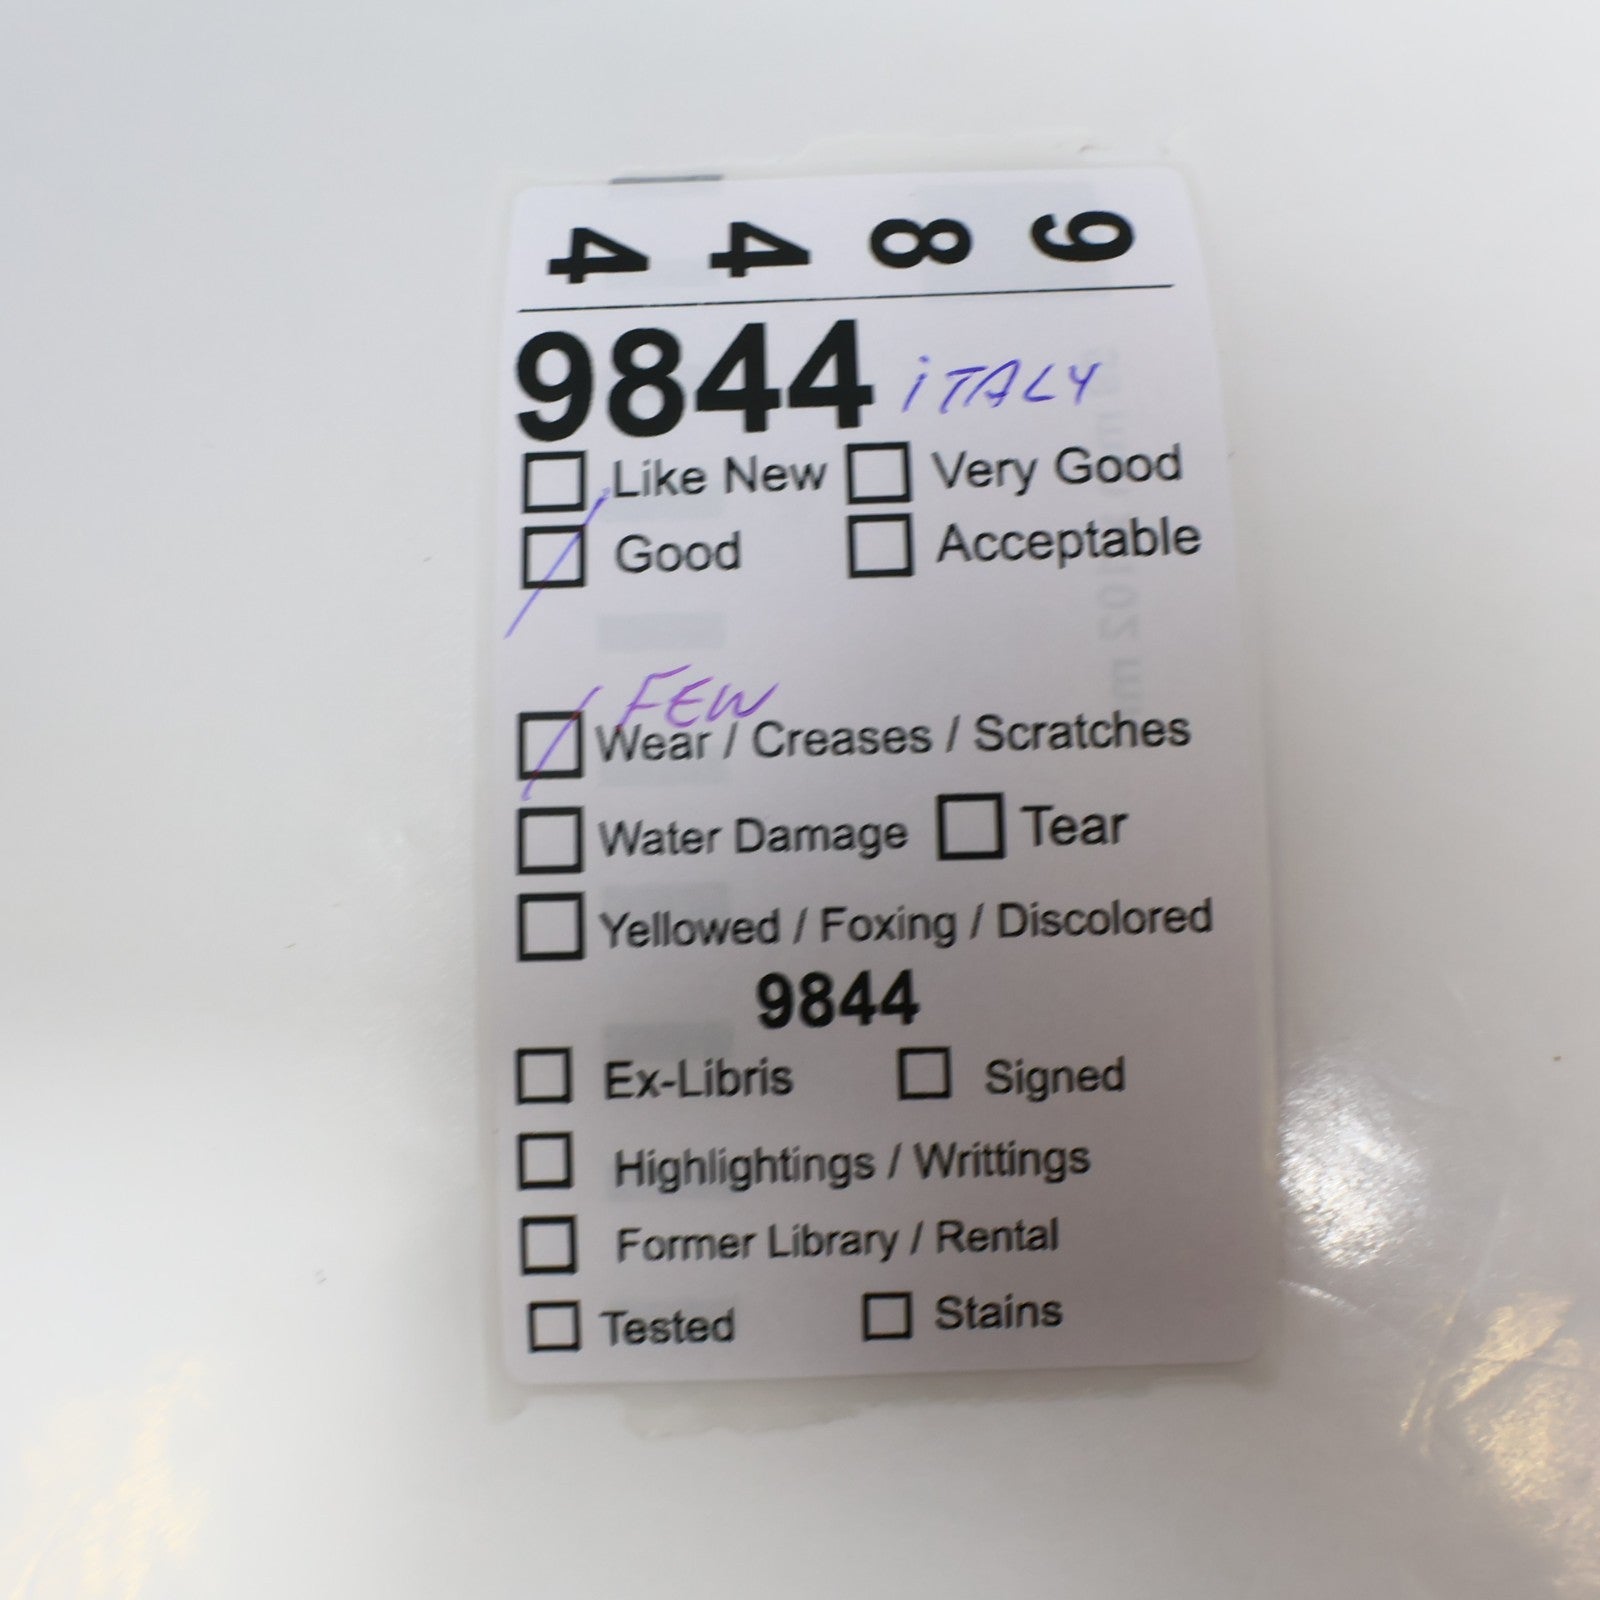 9 8 4 4
9844 iTALY
Like New Very Good
Good Acceptable
FEW
Wear / Creases / Scratches
Water Damage Tear
Yellowed / Foxing / Discolored
9844
Ex-Libris Signed
Highlightings / Writtings
Former Library / Rental
Tested Stains